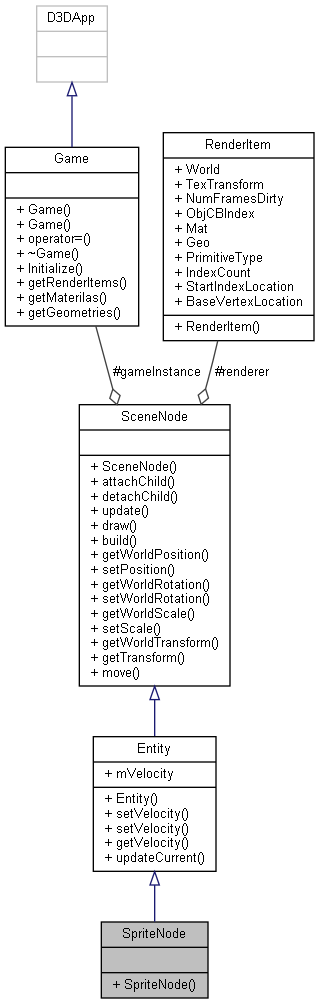 D3DApp
Game
+ Game()
+ Game()
+ operator=()
+ ~Game()
+ Initialize()
+ getRenderItems()
+ getMaterilas()
+ getGeometries()
RenderItem
+ World
+ TexTransform
+ NumFramesDirty
+ ObjCBIndex
+ Mat
+ Geo
+ PrimitiveType
+ IndexCount
+ StartIndexLocation
+ BaseVertexLocation
+ RenderItem()
#gameInstance
#renderer
SceneNode
+ SceneNode()
+ attachChild()
+ detachChild()
+ update()
+ draw()
+ build()
+ getWorldPosition()
+ setPosition()
+ getWorldRotation()
+ setWorldRotation()
+ getWorldScale()
+ setScale()
+ getWorldTransform()
+ getTransform()
+ move()
Entity
+ mVelocity
+ Entity()
+ setVelocity()
+ setVelocity()
+ getVelocity()
+ updateCurrent()
SpriteNode
+ SpriteNode()